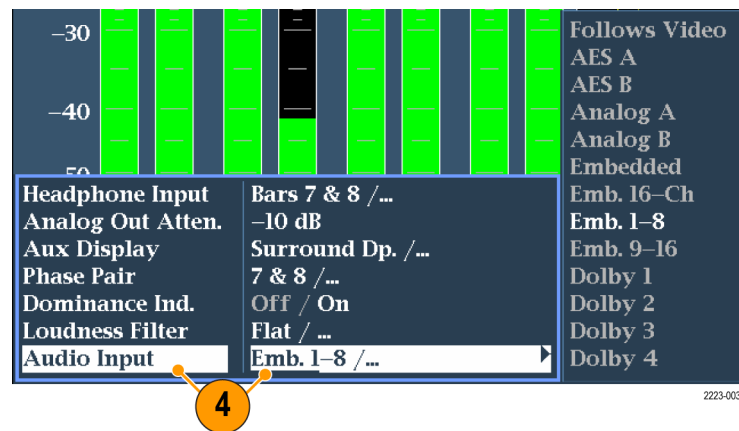 −30
−40
50
Headphone Input Bars 7 & 8 /...
Analog Out Atten. −10 dB
Aux Display Surround Dp. /...
Phase Pair 7 & 8 /...
Dominance Ind. Off / On
Loudness Filter Flat / ...
Audio Input Emb. 1−8 /...
Follows Video
AES A
AES B
Analog A
Analog B
Embedded
Emb. 16−Ch
Emb. 1−8
Emb. 9−16
Dolby 1
Dolby 2
Dolby 3
Dolby 4
4
2223-003